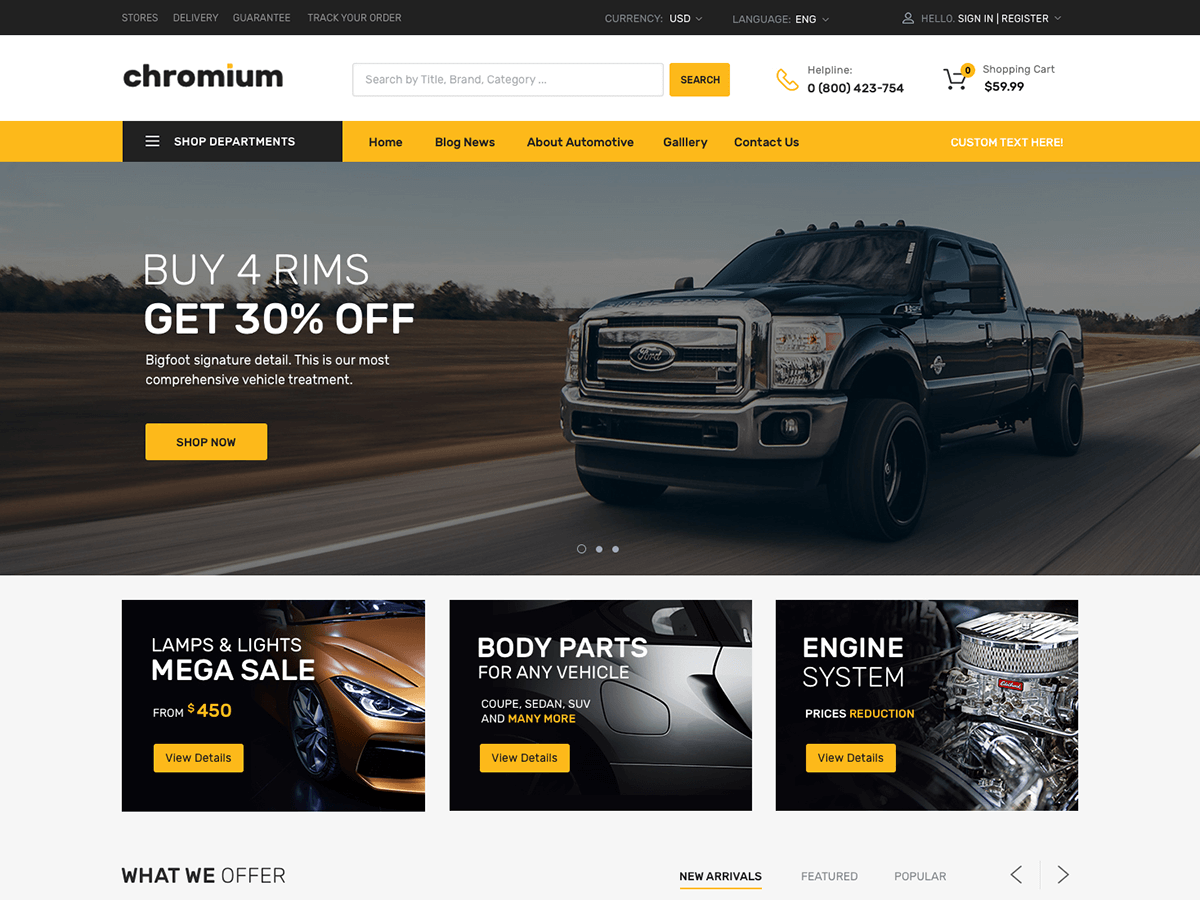 STORES DELIVERY GUARANTEE TRACK YOUR ORDER CURRENCY: USD LANGUAGE: ENG HELLO. SIGN IN | REGISTER
chromium
Search by Title, Brand, Category ...
SEARCH
Helpline:
0 (800) 423-754
0
Shopping Cart
$59.99
SHOP DEPARTMENTS Home Blog News About Automotive Galllery Contact Us CUSTOM TEXT HERE!
BUY 4 RIMS
GET 30% OFF
Bigfoot signature detail. This is our most
comprehensive vehicle treatment.
SHOP NOW
Ford
LAMPS & LIGHTS
MEGA SALE
FROM $450
View Details
BODY PARTS
FOR ANY VEHICLE
COUPE, SEDAN, SUV
AND MANY MORE
View Details
ENGINE
SYSTEM
PRICES REDUCTION
View Details
WHAT WE OFFER
NEW ARRIVALS FEATURED POPULAR